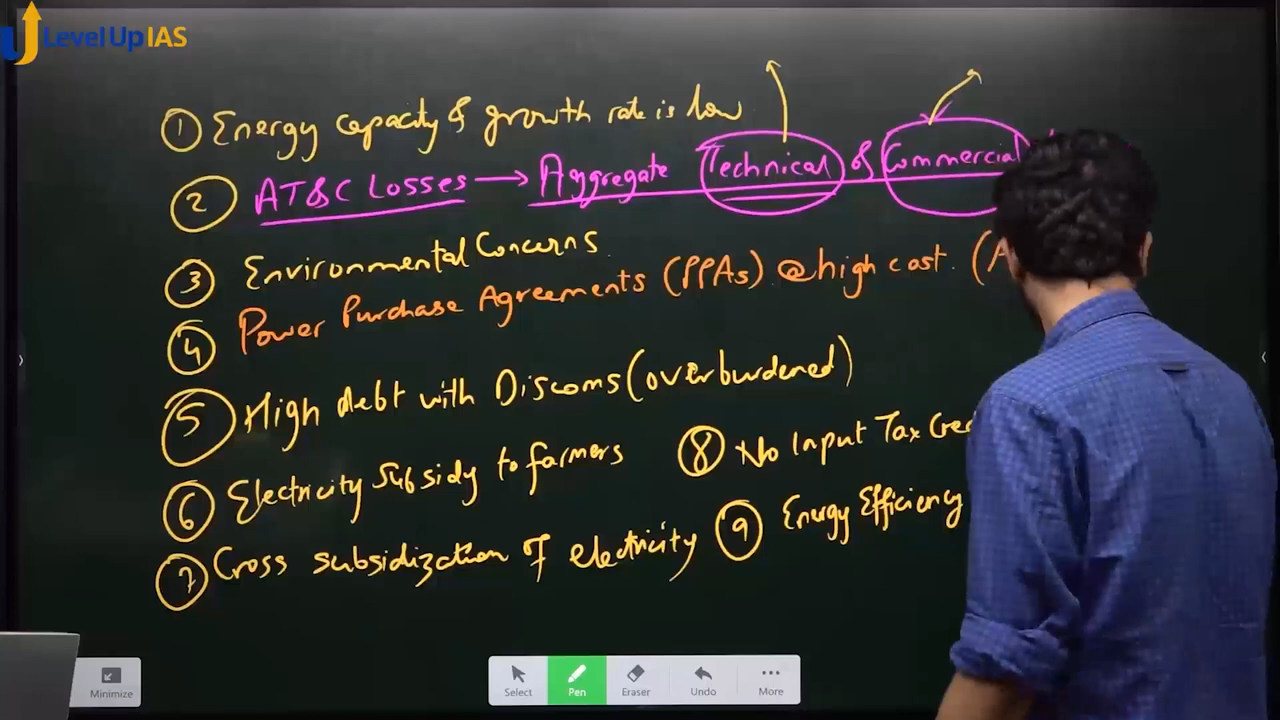 Level Up IAS
① Energy capacity & growth rate is low
② AT&C Losses → Aggregate Technical & Commercial
③ Environmental Concerns
④ Power Purchase Agreements (PPAs) @ high cost. (
⑤ High debt with Discoms (overburdened)
⑥ Electricity Subsidy to farmers
⑧ No Input Tax Cre
⑦ Cross subsidization of electricity
⑨ Energy Efficiency
Minimize
Select
Pen
Eraser
Undo
More